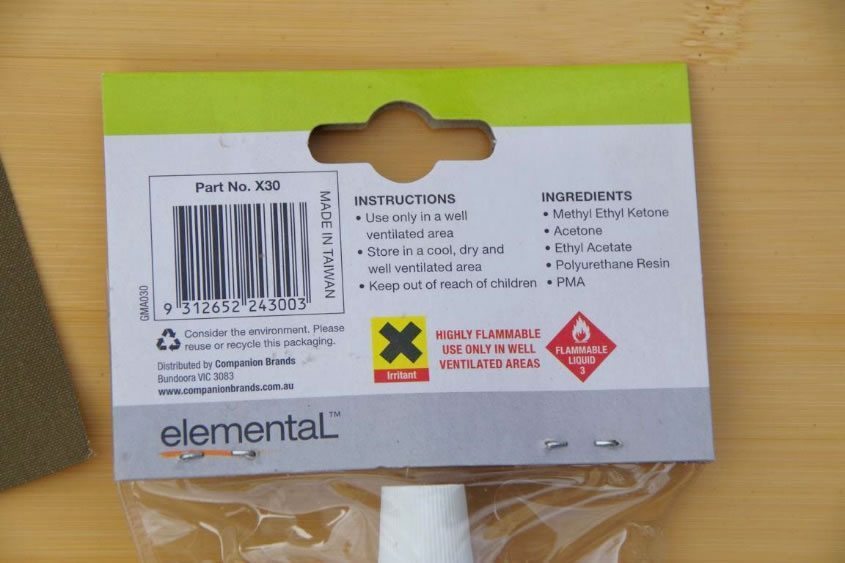 Part No. X30
MADE IN TAIWAN
GMA030
9 312652 243003
INSTRUCTIONS
• Use only in a well
ventilated area
• Store in a cool, dry and
well ventilated area
• Keep out of reach of children
INGREDIENTS
• Methyl Ethyl Ketone
• Acetone
• Ethyl Acetate
• Polyurethane Resin
• PMA
Consider the environment. Please
reuse or recycle this packaging.
Distributed by Companion Brands
Bundoora VIC 3083
www.companionbrands.com.au
Irritant
HIGHLY FLAMMABLE
USE ONLY IN WELL
VENTILATED AREAS
FLAMMABLE
LIQUID
3
elementaL™